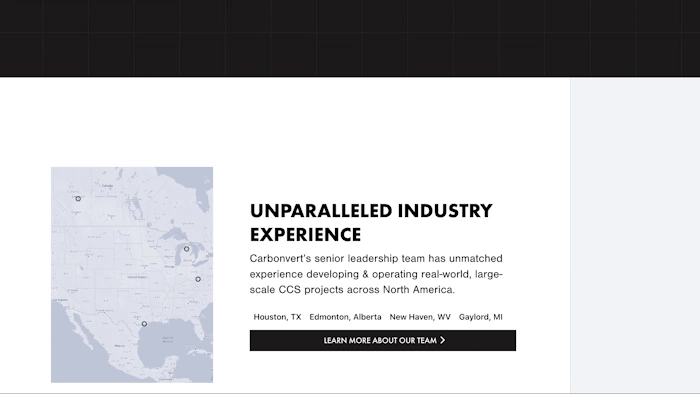 UNPARALLELED INDUSTRY
EXPERIENCE
Carbonvert's senior leadership team has unmatched
experience developing & operating real-world, large-
scale CCS projects across North America.
Houston, TX Edmonton, Alberta New Haven, WV Gaylord, MI
LEARN MORE ABOUT OUR TEAM